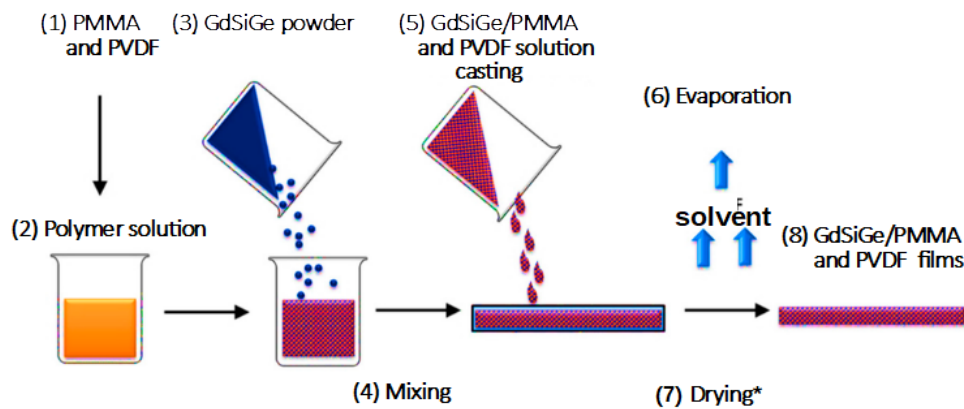 (1) PMMA
and PVDF
(2) Polymer solution
(3) GdSiGe powder
(4) Mixing
(5) GdSiGe/PMMA
and PVDF solution
casting
(6) Evaporation
F
solvent
(7) Drying*
(8) GdSiGe/PMMA
and PVDF films